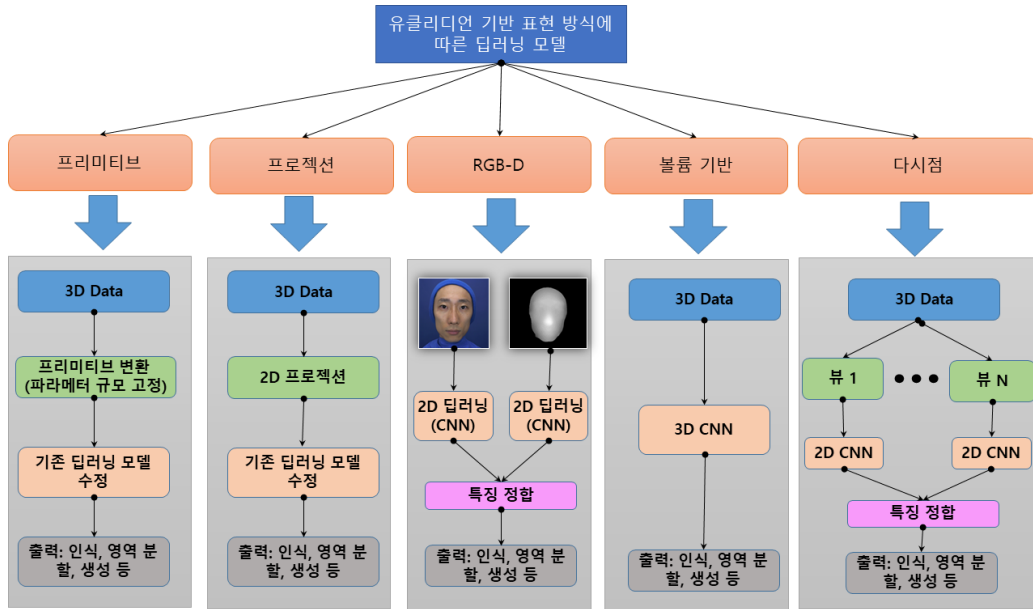 유클리디언 기반 표현 방식에
따른 딥러닝 모델
프리미티브
프로젝션
RGB-D
볼륨 기반
다시점
3D Data
프리미티브 변환
(파라메터 규모 고정)
기존 딥러닝 모델
수정
출력: 인식, 영역 분
할, 생성 등
3D Data
2D 프로젝션
기존 딥러닝 모델
수정
출력: 인식, 영역 분
할, 생성 등
2D 딥러닝
(CNN)
2D 딥러닝
(CNN)
특징 정합
출력: 인식, 영역 분
할, 생성 등
3D Data
3D CNN
출력: 인식, 영역 분
할, 생성 등
3D Data
뷰 1
뷰 N
2D CNN
2D CNN
특징 정합
출력: 인식, 영역 분
할, 생성 등